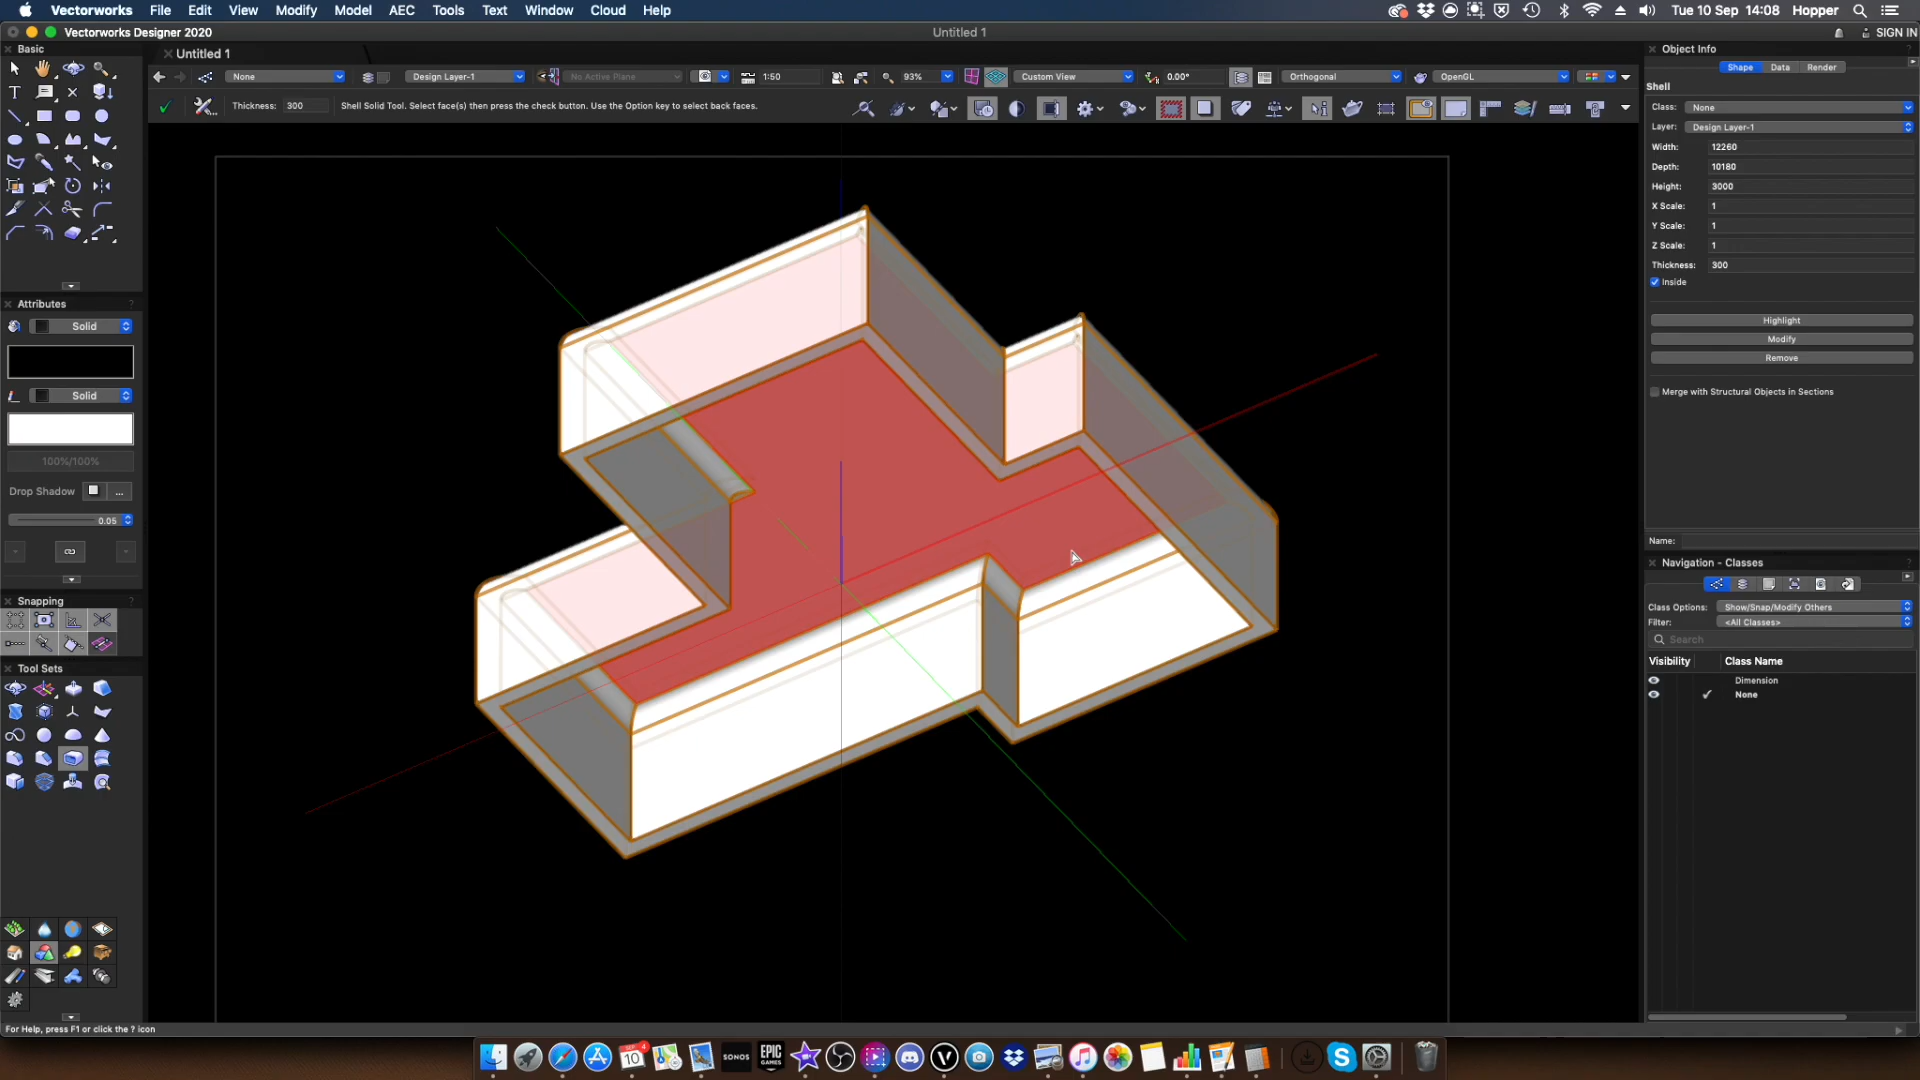 Vectorworks File Edit View Modify Model AEC Tools Text Window Cloud Help
Tue 10 Sep 14:08 Hopper
Vectorworks Designer 2020
Untitled 1
SIGN IN
Basic
Untitled 1
Object Info
None
Design Layer-1
No Active Plane
1:50
93%
Custom View
0.00°
Orthogonal
OpenGL
Shape Data Render
Thickness: 300
Shell Solid Tool. Select face(s) then press the check button. Use the Option key to select back faces.
Shell
Class: None
Layer: Design Layer-1
Width: 12260
Depth: 10180
Height: 3000
X Scale: 1
Y Scale: 1
Z Scale: 1
Thickness: 300
Inside
Highlight
Modify
Remove
Merge with Structural Objects in Sections
Attributes ?
Solid
Solid
100%/100%
Drop Shadow ...
0.05
Name:
Navigation - Classes
Class Options: Show/Snap/Modify Others
Filter: <All Classes>
Search
Visibility Class Name
Dimension
None
Snapping ?
Tool Sets ?
For Help, press F1 or click the ? icon
10
SONOS
EPIC
GAMES